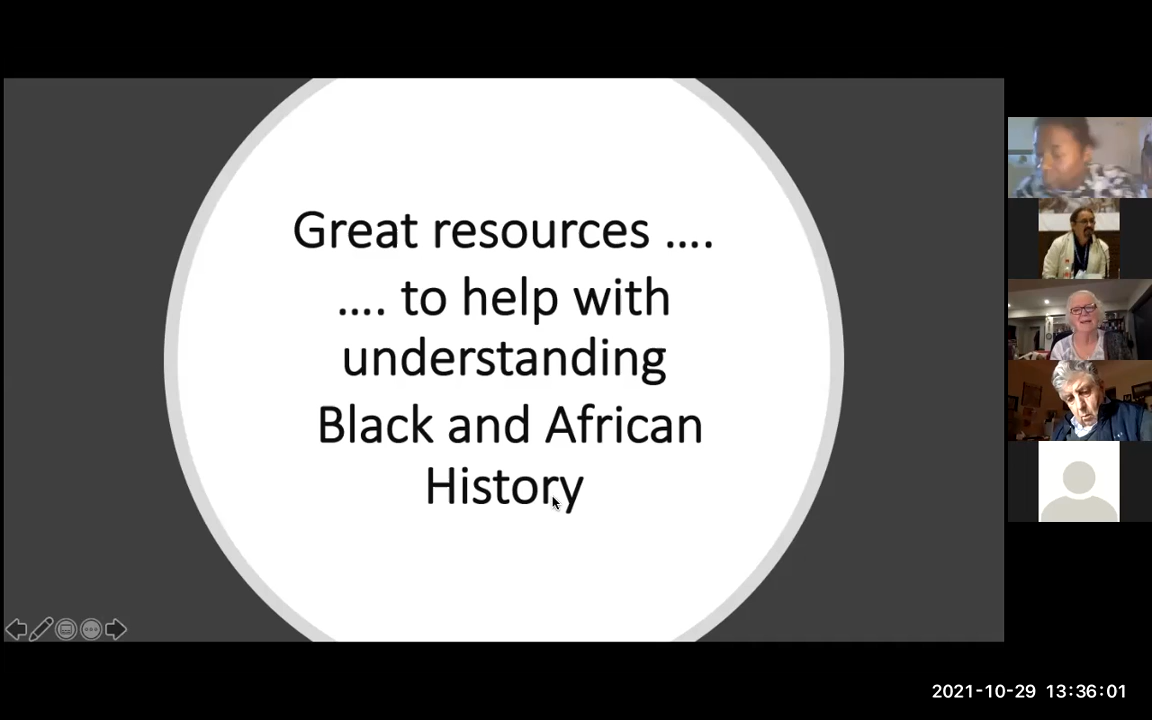 Great resources ....
.... to help with
understanding
Black and African
History
2021-10-29 13:36:01